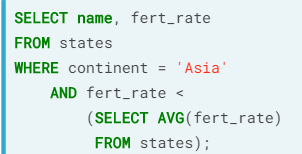 SELECT name, fert_rate
FROM states
WHERE continent = 'Asia'
AND fert_rate <
(SELECT AVG(fert_rate)
FROM states);